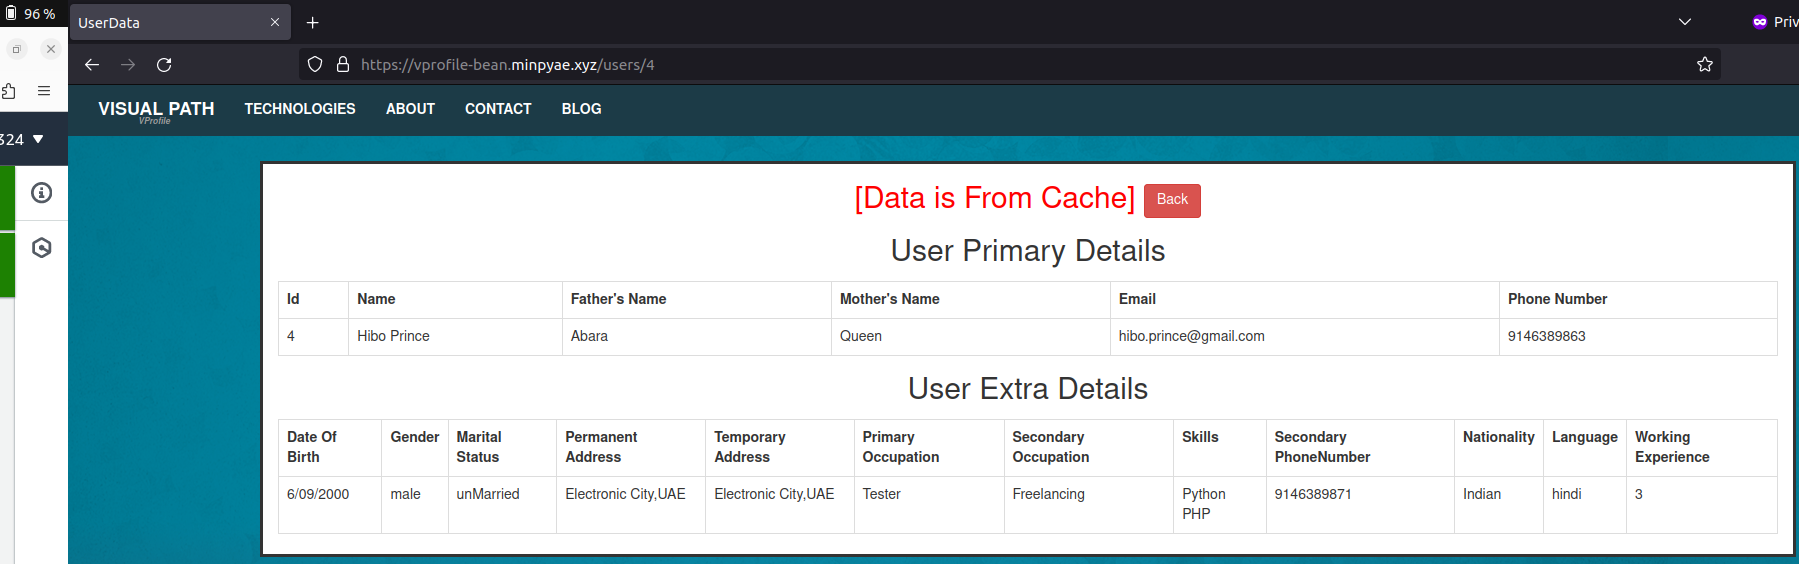 96 %
UserData
Priv
https://vprofile-bean.minpyae.xyz/users/4
324
VISUAL PATH TECHNOLOGIES ABOUT CONTACT BLOG
VProfile
[Data is From Cache] Back
User Primary Details
Id Name Father's Name Mother's Name Email Phone Number
4 Hibo Prince Abara Queen hibo.prince@gmail.com 9146389863
User Extra Details
Date Of Birth Gender Marital Status Permanent Address Temporary Address Primary Occupation Secondary Occupation Skills Secondary PhoneNumber Nationality Language Working Experience
6/09/2000 male unMarried Electronic City,UAE Electronic City,UAE Tester Freelancing Python PHP 9146389871 Indian hindi 3